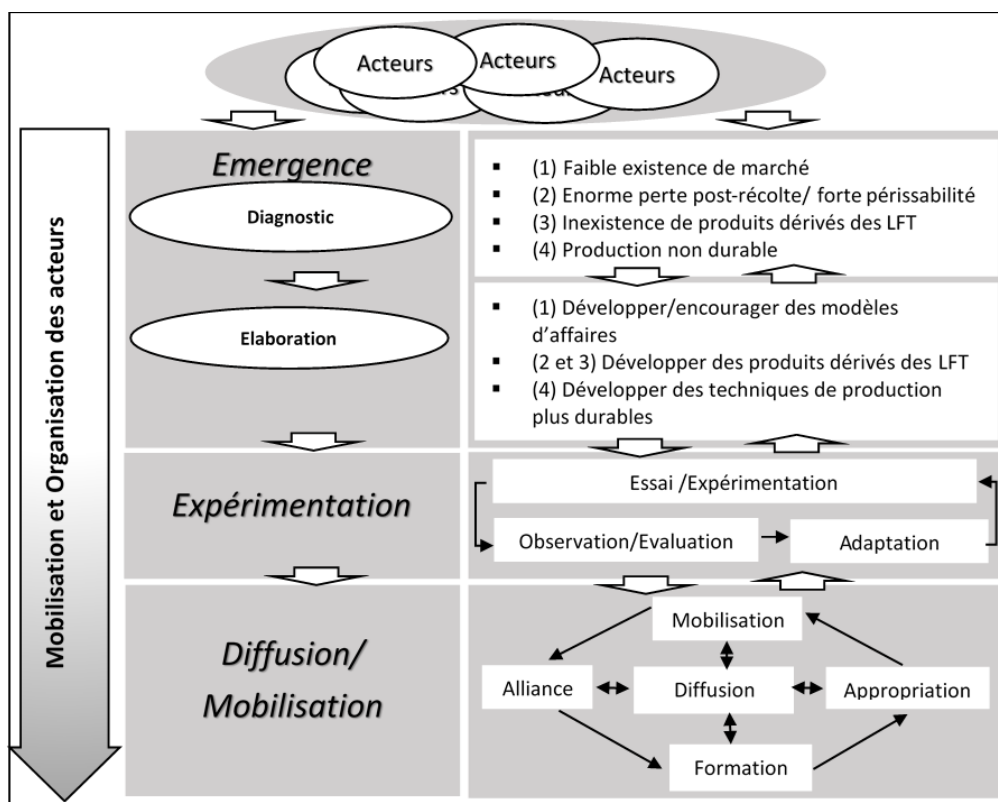 Acteurs
Acteurs
Acteurs
Mobilisation et Organisation des acteurs
Emergence
Diagnostic
Elaboration
▪ (1) Faible existence de marché
▪ (2) Enorme perte post-récolte/ forte périssabilité
▪ (3) Inexistence de produits dérivés des LFT
▪ (4) Production non durable
▪ (1) Développer/encourager des modèles
d’affaires
▪ (2 et 3) Développer des produits dérivés des LFT
▪ (4) Développer des techniques de production
plus durables
Expérimentation
Essai /Expérimentation
Observation/Evaluation
Adaptation
Diffusion/
Mobilisation
Mobilisation
Alliance
Diffusion
Appropriation
Formation